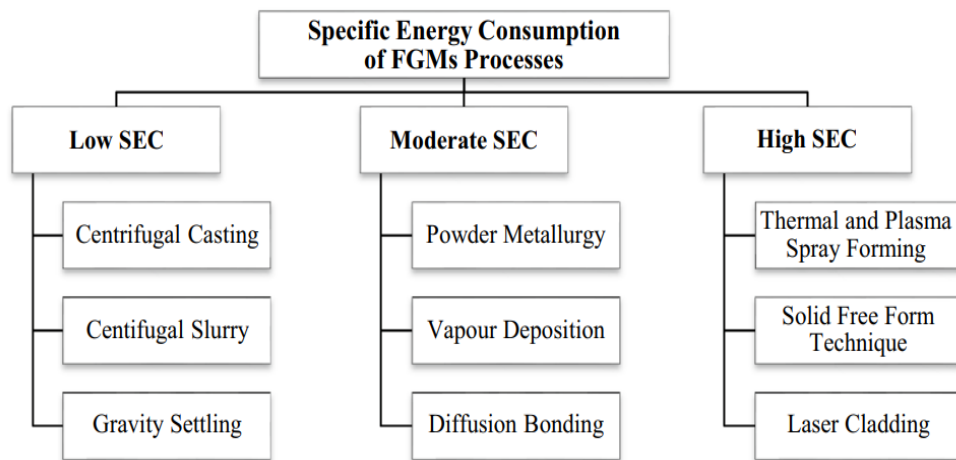 Specific Energy Consumption
of FGMs Processes
Low SEC
Moderate SEC
High SEC
Centrifugal Casting
Powder Metallurgy
Thermal and Plasma
Spray Forming
Centifugal Slurry
Vapour Deposition
Solid Free Form
Technique
Gravity Settling
Diffusion Bonding
Laser Cladding